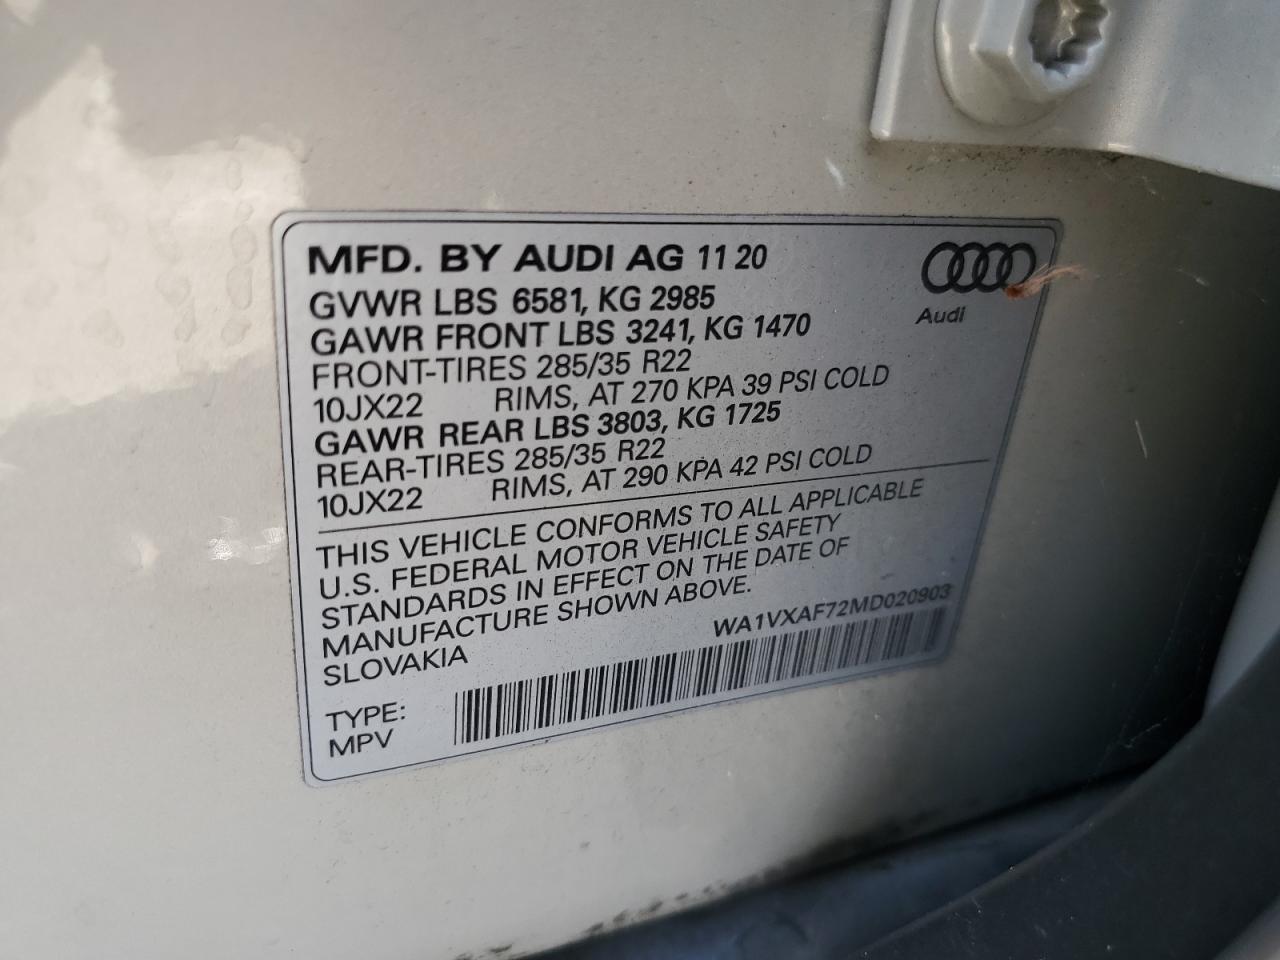 MFD. BY AUDI AG 11 20
GVWR LBS 6581, KG 2985
GAWR FRONT LBS 3241, KG 1470
FRONT-TIRES 285/35 R22
10JX22 RIMS, AT 270 KPA 39 PSI COLD
GAWR REAR LBS 3803, KG 1725
REAR-TIRES 285/35 R22
10JX22 RIMS, AT 290 KPA 42 PSI COLD
Audi
THIS VEHICLE CONFORMS TO ALL APPLICABLE
U.S. FEDERAL MOTOR VEHICLE SAFETY
STANDARDS IN EFFECT ON THE DATE OF
MANUFACTURE SHOWN ABOVE.
SLOVAKIA
WA1VXAF72MD020903
TYPE:
MPV